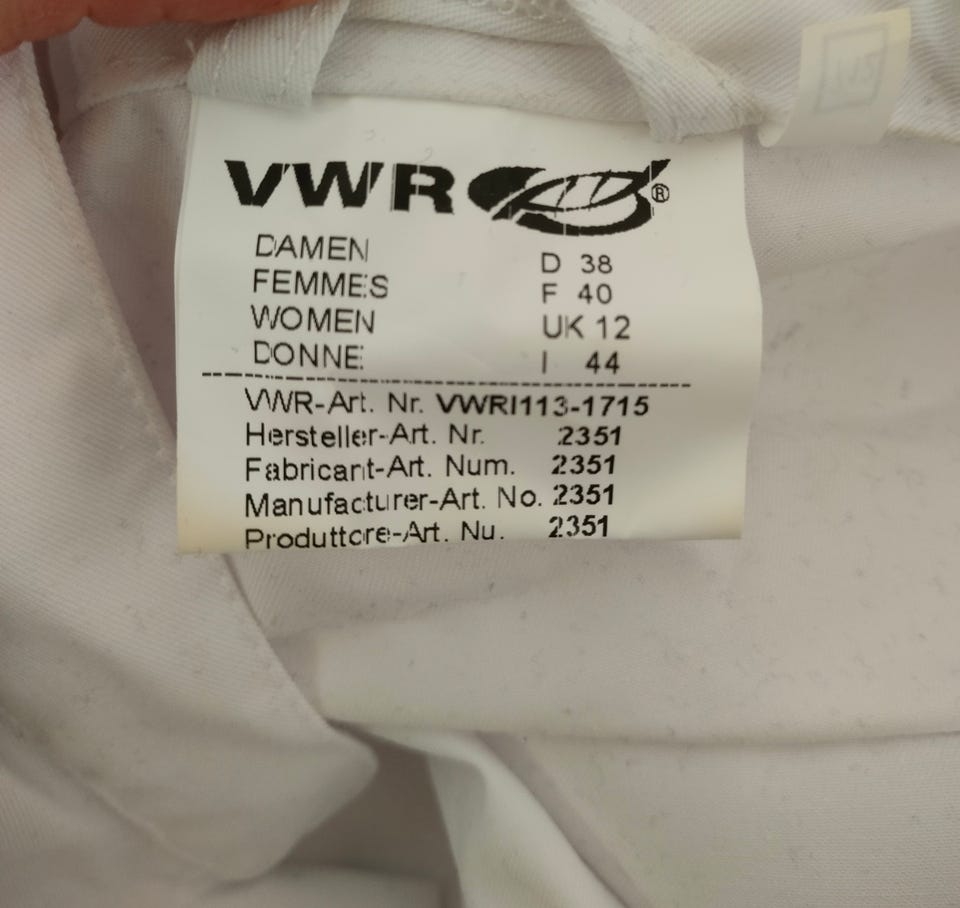 VWR®
DAMEN D 38
FEMMES F 40
WOMEN UK 12
DONNE I 44
VWR-Art. Nr. VWRI113-1715
Hersteller-Art. Nr. 2351
Fabricant-Art. Num. 2351
Manufacturer-Art. No. 2351
Produttore-Art. Nu. 2351